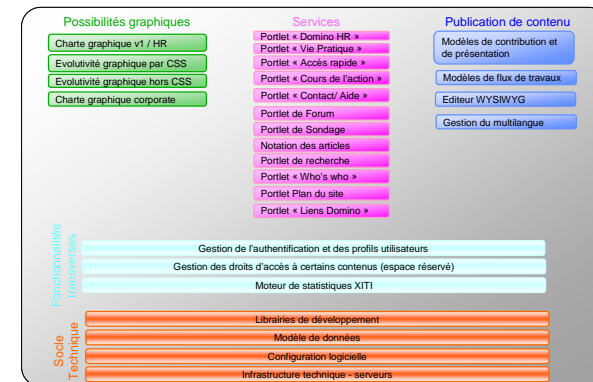 Possibilités graphiques
Charte graphique v1 / HR
Evolutivité graphique par CSS
Evolutivité graphique hors CSS
Charte graphique corporate
Services
Portlet « Domino HR »
Portlet « Vie Pratique »
Portlet « Accès rapide »
Portlet « Cours de l'action »
Portlet « Contact/ Aide »
Portlet de Forum
Portlet de Sondage
Notation des articles
Portlet de recherche
Portlet « Who's who »
Portlet Plan du site
Portlet « Liens Domino »
Publication de contenu
Modèles de contribution et
de présentation
Modèles de flux de travaux
Editeur WYSIWYG
Gestion du multilangue
Fonctionnalités
transverses
Gestion de l'authentification et des profils utilisateurs
Gestion des droits d'accès à certains contenus (espace réservé)
Moteur de statistiques XITI
Socle
Technique
Librairies de développement
Modèle de données
Configuration logicielle
Infrastructure technique - serveurs